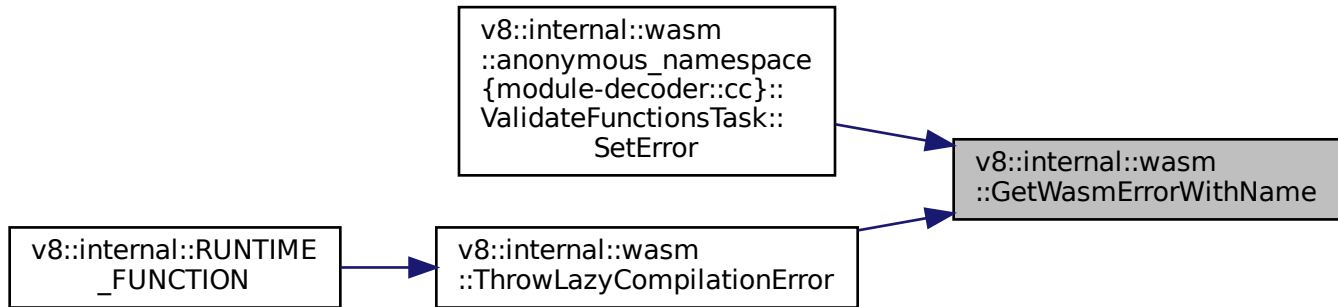 v8::internal::wasm
::anonymous_namespace
{module-decoder::cc}::
ValidateFunctionsTask::
SetError
v8::internal::wasm
::GetWasmErrorWithName
v8::internal::RUNTIME
_FUNCTION
v8::internal::wasm
::ThrowLazyCompilationError